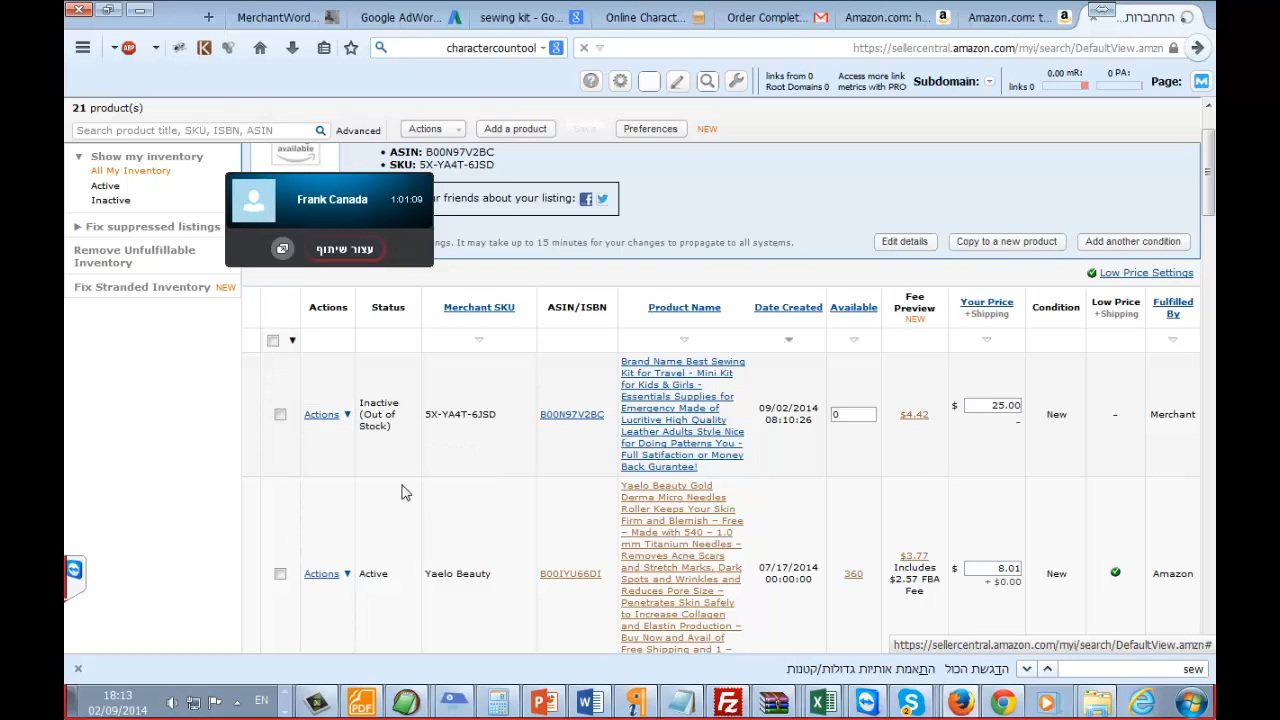 MerchantWord...
Google AdWo...
sewing kit - Go...
Online Charact...
Order Complet...
Amazon.com: h...
Amazon.com: t...
התחברות...
charactercountool
https://sellercentral.amazon.com/myi/search/DefaultView.amzn
links from 0
Root Domains 0
Access more link
metrics with PRO
Subdomain:
0.00 mR:
0 PA:
links 0
Page:
21 product(s)
Search product title, SKU, ISBN, ASIN
Advanced
Actions
Add a product
Save
Preferences
NEW
Show my inventory
All My Inventory
Active
Inactive
Fix suppressed listings
Remove Unfulfillable
Inventory
Fix Stranded Inventory NEW
available
• ASIN: B00N97V2BC
• SKU: 5X-YA4T-6JSD
Frank Canada
1:01:09
עצור שיתוף
ur friends about your listing:
ngs. It may take up to 15 minutes for your changes to propagate to all systems.
Edit details
Copy to a new product
Add another condition
Low Price Settings
Actions
Status
Merchant SKU
ASIN/ISBN
Product Name
Date Created
Available
Fee
Preview
NEW
Your Price
+Shipping
Condition
Low Price
+Shipping
Fulfilled
By
Actions
Inactive
(Out of
Stock)
5X-YA4T-6JSD
B00N97V2BC
Brand Name Best Sewing
Kit for Travel - Mini Kit
for Kids & Girls -
Essentials Supplies for
Emergency Made of
Lucritive High Quality
Leather Adults Style Nice
for Doing Patterns You -
Full Satifaction or Money
Back Gurantee!
09/02/2014
08:10:26
0
$4.42
$ 25.00
–
New
–
Merchant
Actions
Active
Yaelo Beauty
B00IYU66DI
Yaelo Beauty Gold
Derma Micro Needles
Roller Keeps Your Skin
Firm and Blemish – Free
– Made with 540 – 1.0
mm Titanium Needles –
Removes Acne Scars
and Stretch Marks, Dark
Spots and Wrinkles and
Reduces Pore Size –
Penetrates Skin Safely
to Increase Collagen
and Elastin Production –
Buy Now and Avail of
Free Shipping and 1 –
07/17/2014
00:00:00
360
$3.77
Includes
$2.57 FBA
Fee
$ 8.01
+ $0.00
New
Amazon
https://sellercentral.amazon.com/myi/search/DefaultView.amzn#
הדגשת הכול
התאמת אותיות גדולות/קטנות
sew
18:13
02/09/2014
EN